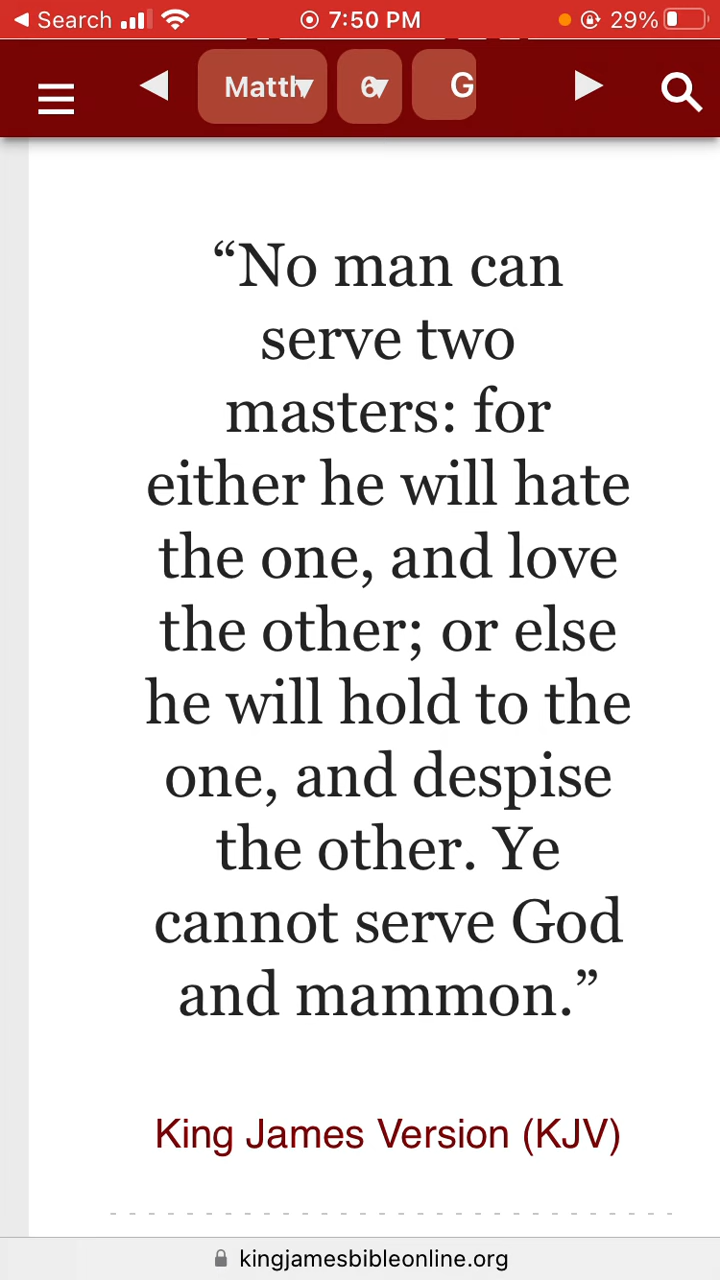 Search 7:50 PM 29%
Matth 6 G
“No man can
serve two
masters: for
either he will hate
the one, and love
the other; or else
he will hold to the
one, and despise
the other. Ye
cannot serve God
and mammon.”
King James Version (KJV)
kingjamesbibleonline.org